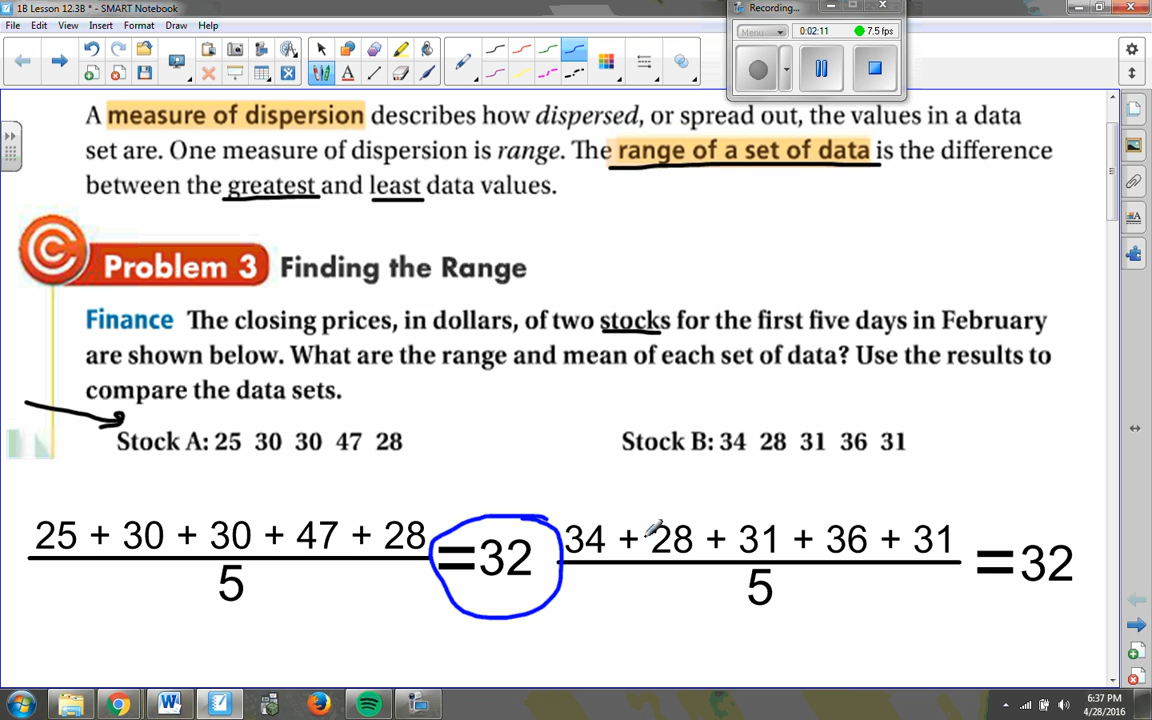 1B Lesson 12.3B * - SMART Notebook
Recording...
File Edit View Insert Format Draw Help
Menu 0:02:11 7.5 fps
A measure of dispersion describes how dispersed, or spread out, the values in a data
set are. One measure of dispersion is range. The range of a set of data is the difference
between the greatest and least data values.
Problem 3 Finding the Range
Finance The closing prices, in dollars, of two stocks for the first five days in February
are shown below. What are the range and mean of each set of data? Use the results to
compare the data sets.
Stock A: 25 30 30 47 28 Stock B: 34 28 31 36 31
25 + 30 + 30 + 47 + 28
5
=32
34 + 28 + 31 + 36 + 31
5
=32
6:37 PM
4/28/2016